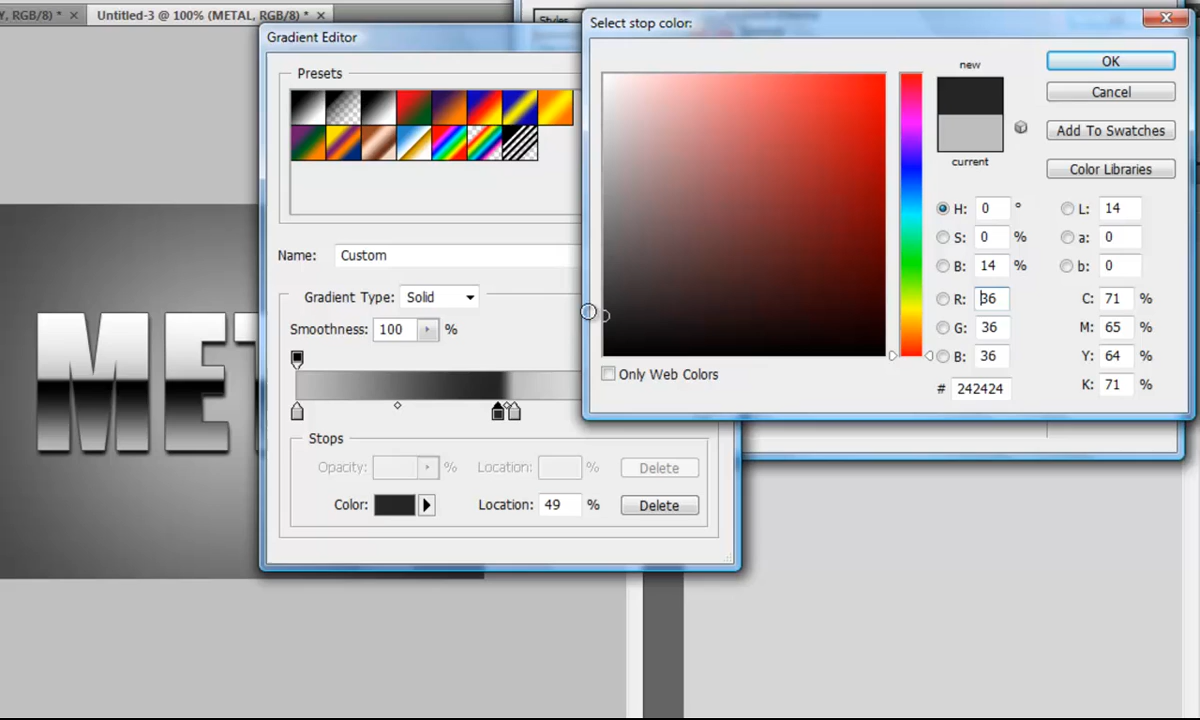 Y, RGB/8) * ×
Untitled-3 @ 100% (METAL, RGB/8) * ×
Styles
Gradient Editor
Presets
Name: Custom
Gradient Type: Solid
Smoothness: 100 %
Stops
Opacity: % Location: % Delete
Color: Location: 49 % Delete
MET
Select stop color:
new
current
OK
Cancel
Add To Swatches
Color Libraries
H: 0 ° L: 14
S: 0 % a: 0
B: 14 % b: 0
R: 36 C: 71 %
G: 36 M: 65 %
B: 36 Y: 64 %
# 242424 K: 71 %
Only Web Colors